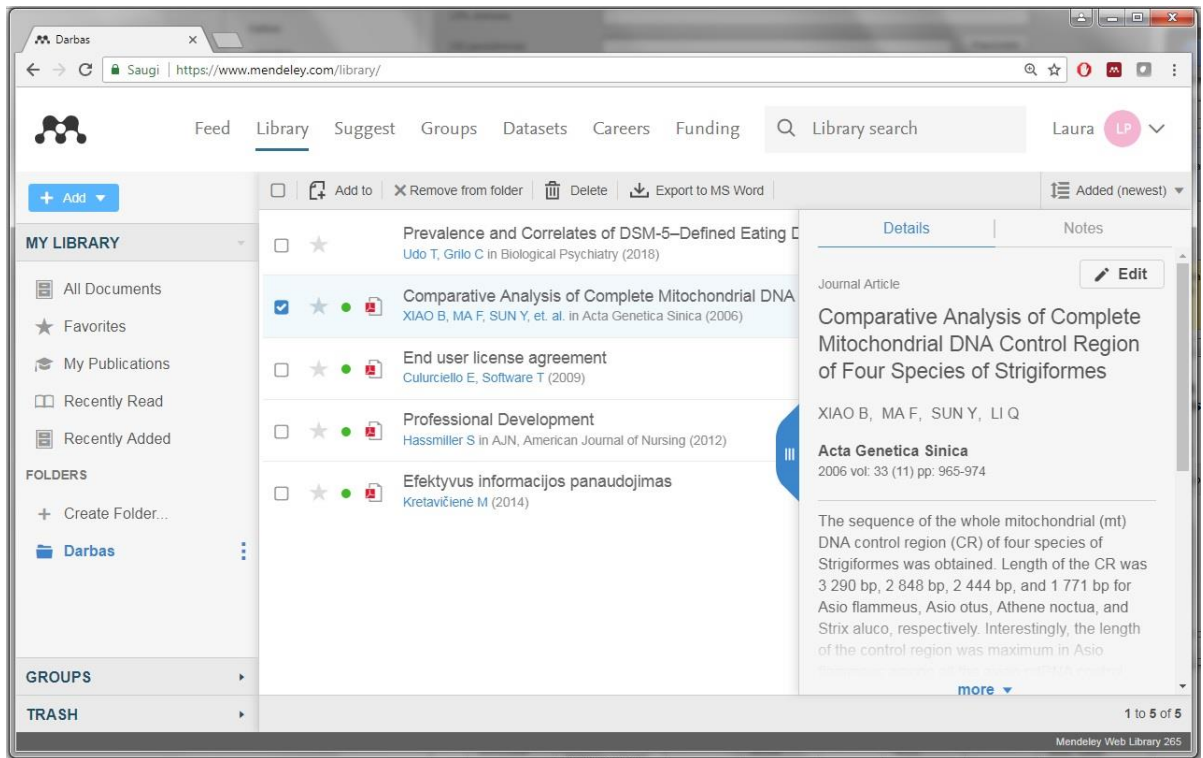 Darbas
Saugi | https://www.mendeley.com/library/
Feed Library Suggest Groups Datasets Careers Funding Library search Laura LP
+ Add
Add to Remove from folder Delete Export to MS Word Added (newest)
MY LIBRARY
All Documents
Favorites
My Publications
Recently Read
Recently Added
FOLDERS
+ Create Folder...
Darbas
GROUPS
TRASH
Prevalence and Correlates of DSM-5–Defined Eating D
Udo T, Grilo C in Biological Psychiatry (2018)
Comparative Analysis of Complete Mitochondrial DNA
XIAO B, MA F, SUN Y, et. al. in Acta Genetica Sinica (2006)
End user license agreement
Culurciello E, Software T (2009)
Professional Development
Hassmiller S in AJN, American Journal of Nursing (2012)
Efektyvus informacijos panaudojimas
Kretavičienė M (2014)
Details Notes
Journal Article
Edit
Comparative Analysis of Complete
Mitochondrial DNA Control Region
of Four Species of Strigiformes
XIAO B, MA F, SUN Y, LI Q
Acta Genetica Sinica
2006 vol: 33 (11) pp: 965-974
The sequence of the whole mitochondrial (mt)
DNA control region (CR) of four species of
Strigiformes was obtained. Length of the CR was
3 290 bp, 2 848 bp, 2 444 bp, and 1 771 bp for
Asio flammeus, Asio otus, Athene noctua, and
Strix aluco, respectively. Interestingly, the length
of the control region was maximum in Asio
more
1 to 5 of 5
Mendeley Web Library 265